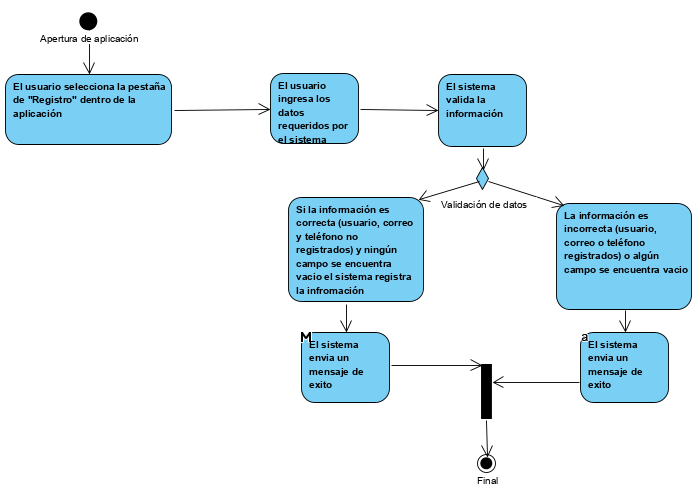 Apertura de aplicación
El usuario selecciona la pestaña
de "Registro" dentro de la
aplicación
El usuario
ingresa los
datos
requeridos por
el sistema
El sistema
valida la
información
Validación de datos
Si la información es
correcta (usuario, correo
y teléfono no
registrados) y ningún
campo se encuentra
vacio el sistema registra
la infromación
La información es
incorrecta (usuario,
correo o teléfono
registrados) o algún
campo se encuentra vacio
M
El sistema
envia un
mensaje de
exito
a
El sistema
envia un
mensaje de
exito
Final